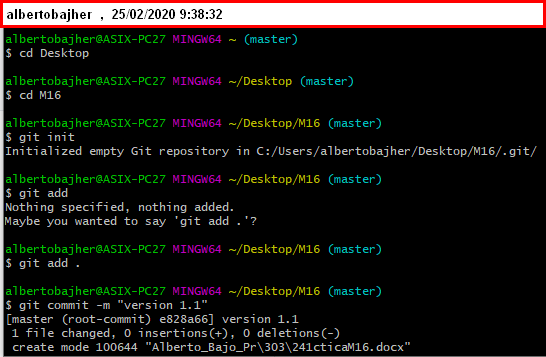 albertobajher , 25/02/2020 9:38:32
albertobajher@ASIX-PC27 MINGW64 ~ (master)
$ cd Desktop
albertobajher@ASIX-PC27 MINGW64 ~/Desktop (master)
$ cd M16
albertobajher@ASIX-PC27 MINGW64 ~/Desktop/M16 (master)
$ git init
Initialized empty Git repository in C:/Users/albertobajher/Desktop/M16/.git/
albertobajher@ASIX-PC27 MINGW64 ~/Desktop/M16 (master)
$ git add
Nothing specified, nothing added.
Maybe you wanted to say 'git add .'?
albertobajher@ASIX-PC27 MINGW64 ~/Desktop/M16 (master)
$ git add .
albertobajher@ASIX-PC27 MINGW64 ~/Desktop/M16 (master)
$ git commit -m "version 1.1"
[master (root-commit) e828a66] version 1.1
1 file changed, 0 insertions(+), 0 deletions(-)
create mode 100644 "Alberto_Bajo_Pr\303\241cticaM16.docx"